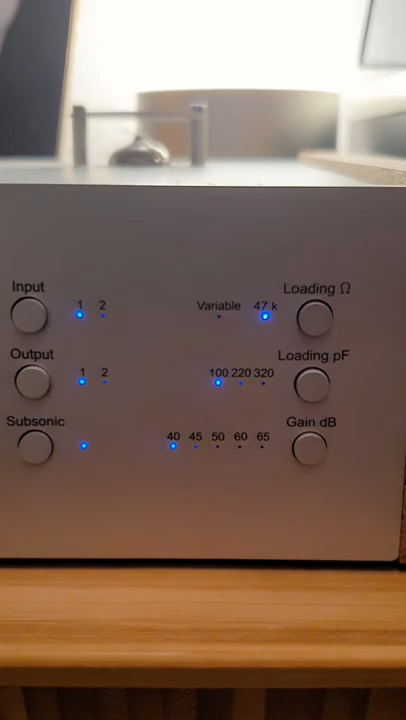 Input
1 2
Variable 47 k
Loading Ω
Output
1 2
100 220 320
Loading pF
Subsonic
40 45 50 60 65
Gain dB